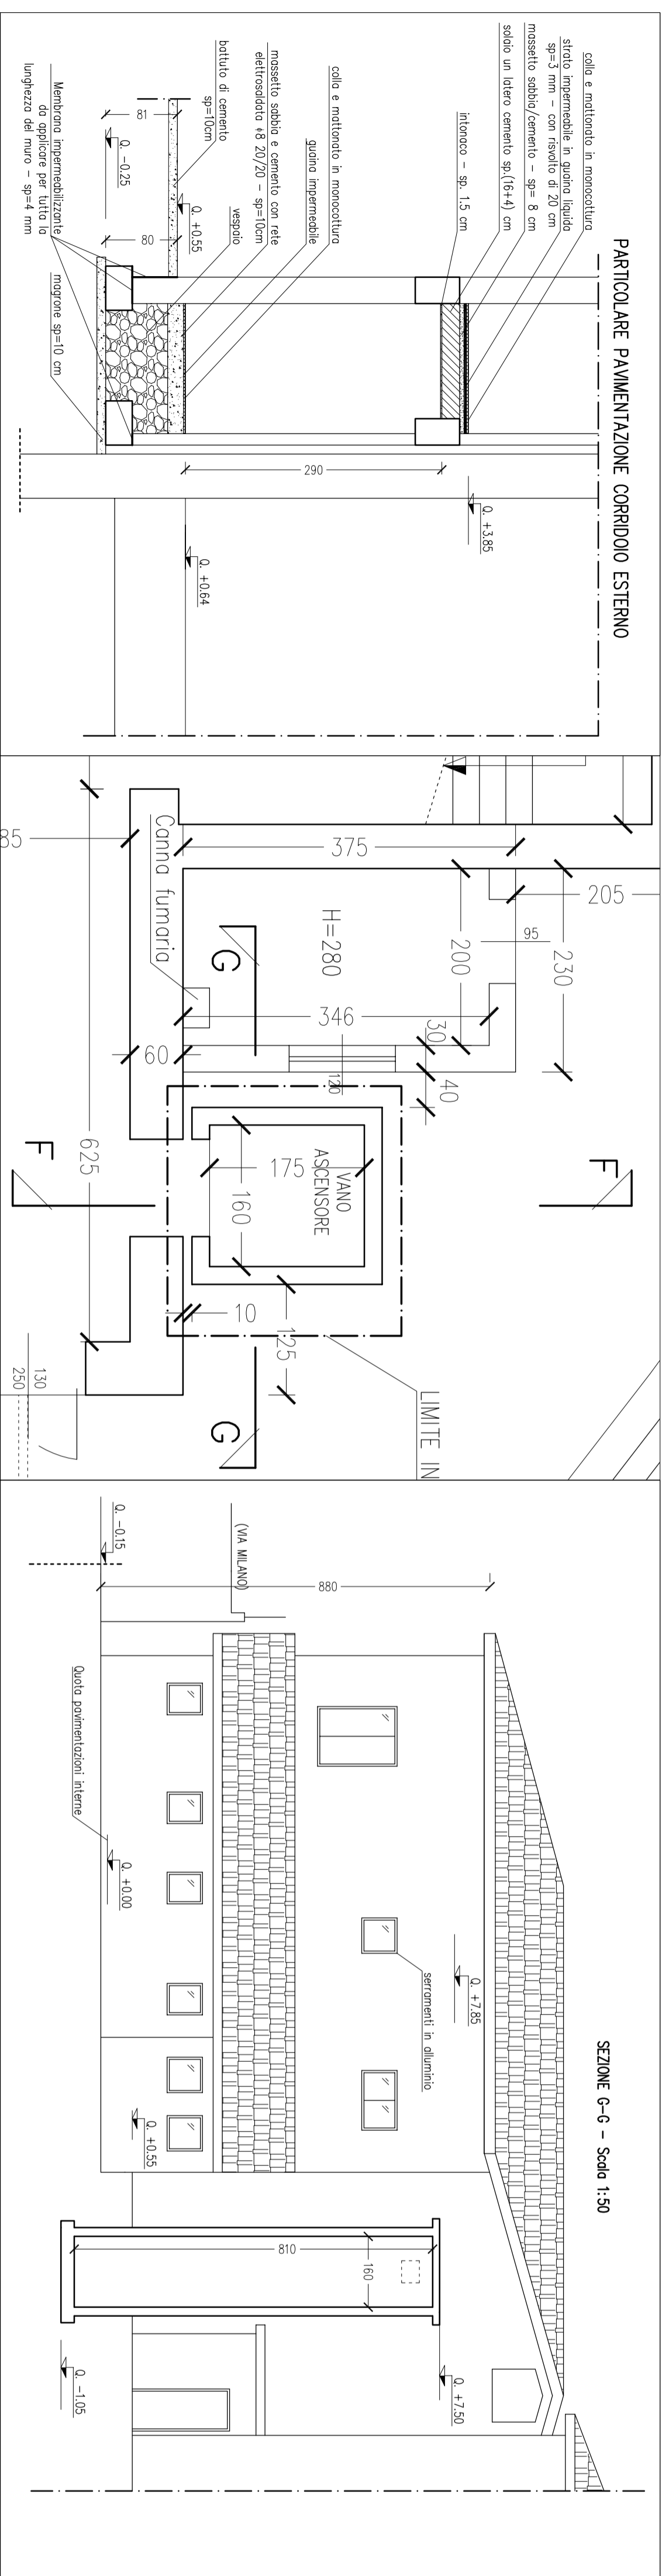 PARTICOLARE PAVIMENTAZIONE CORRIDOIO ESTERNO
colla e mattonato in monocottura
strato impermeabile in guaina liquida
sp=3 mm - con risvolto di 20 cm
massetto sabbia/cemento - sp= 8 cm
solaio un latero cemento sp.(16+4) cm
intonaco - sp. 1.5 cm
colla e mattonato in monocottura
guaina impermeabile
massetto sabbia e cemento con rete
elettrosaldata ø8 20/20 - sp=10cm
vespaio
battuto di cemento
sp=10cm
Membrana impermeabilizzante
da applicare per tutta la
lunghezza del muro - sp=4 mm
magrone sp=10 cm
81
80
Q. -0.25
Q. +0.55
290
Q. +3.85
Q. +0.64
375
205
95
230
200
H=280
346
30
40
120
Canna fumaria
G
60
85
625
F
F
VANO
ASCENSORE
175
160
10
125
LIMITE IN
G
130
250
SEZIONE G-G - Scala 1:50
Q. -0.15
(VIA MILANO)
880
Quota pavimentazioni interne
Q. +0.00
Q. +7.85
serramenti in alluminio
Q. +0.55
810
160
Q. +7.50
Q. -1.05